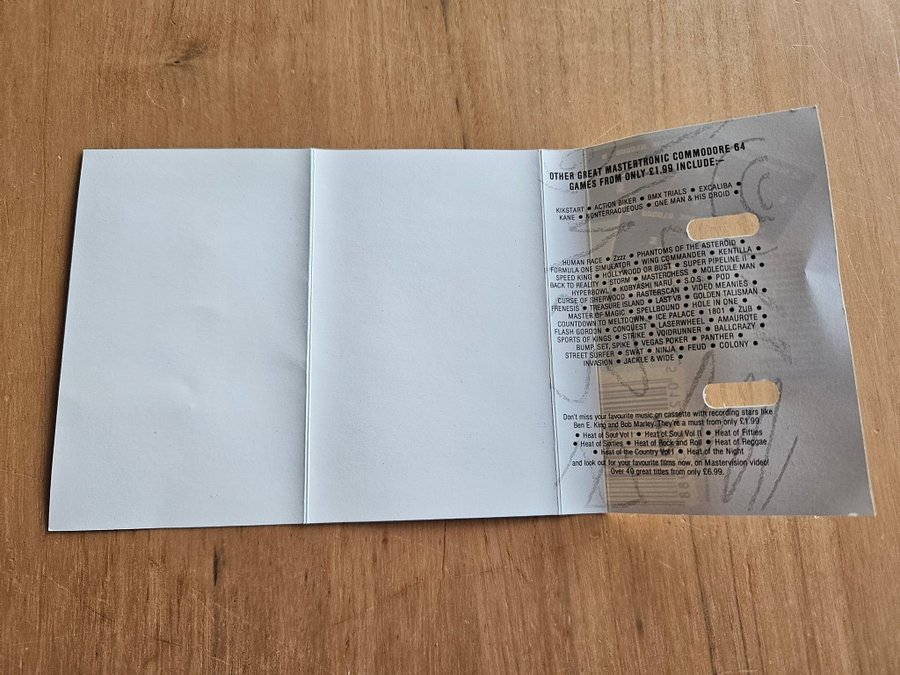 OTHER GREAT MASTERTRONIC COMMODORE 64
GAMES FROM ONLY £1.99 INCLUDE:–
KIKSTART • ACTION BIKER • BMX TRIALS • EXCALIBA •
KANE • KONTERRAQUEOUS • ONE MAN & HIS DROID •
HUMAN RACE • Zzzz • PHANTOMS OF THE ASTEROID •
FORMULA ONE SIMULATOR • WING COMMANDER • KENTILLA •
SPEED KING • HOLLYWOOD OR BUST • SUPER PIPELINE II •
BACK TO REALITY • STORM • MASTERCHESS • MOLECULE MAN •
HYPERBOWL • KOBYASHI NARU • S.O.S. • POD •
CURSE OF SHERWOOD • RASTERSCAN • VIDEO MEANIES •
FRENESIS • TREASURE ISLAND • LAST V8 • GOLDEN TALISMAN •
MASTER OF MAGIC • SPELLBOUND • HOLE IN ONE •
COUNTDOWN TO MELTDOWN • ICE PALACE • 1801 • ZUB •
FLASH GORDON • CONQUEST • LASERWHEEL • AMAUROTE •
SPORTS OF KINGS • STRIKE • VOIDRUNNER • BALLCRAZY •
BUMP, SET, SPIKE • VEGAS POKER • PANTHER •
STREET SURFER • SWAT • NINJA • FEUD • COLONY •
INVASION • JACKLE & WIDE •
Don't miss your favourite music on cassette with recording stars like
Ben E. King and Bob Marley. They're a must from only £1.99.
• Heat of Soul Vol I • Heat of Soul Vol II • Heat of Fifties
• Heat of Sixties • Heat of Rock and Roll • Heat of Reggae
• Heat of the Country Vol I • Heat of the Night
and look out for your favourite films now, on Mastervision video!
Over 40 great titles from only £6.99.